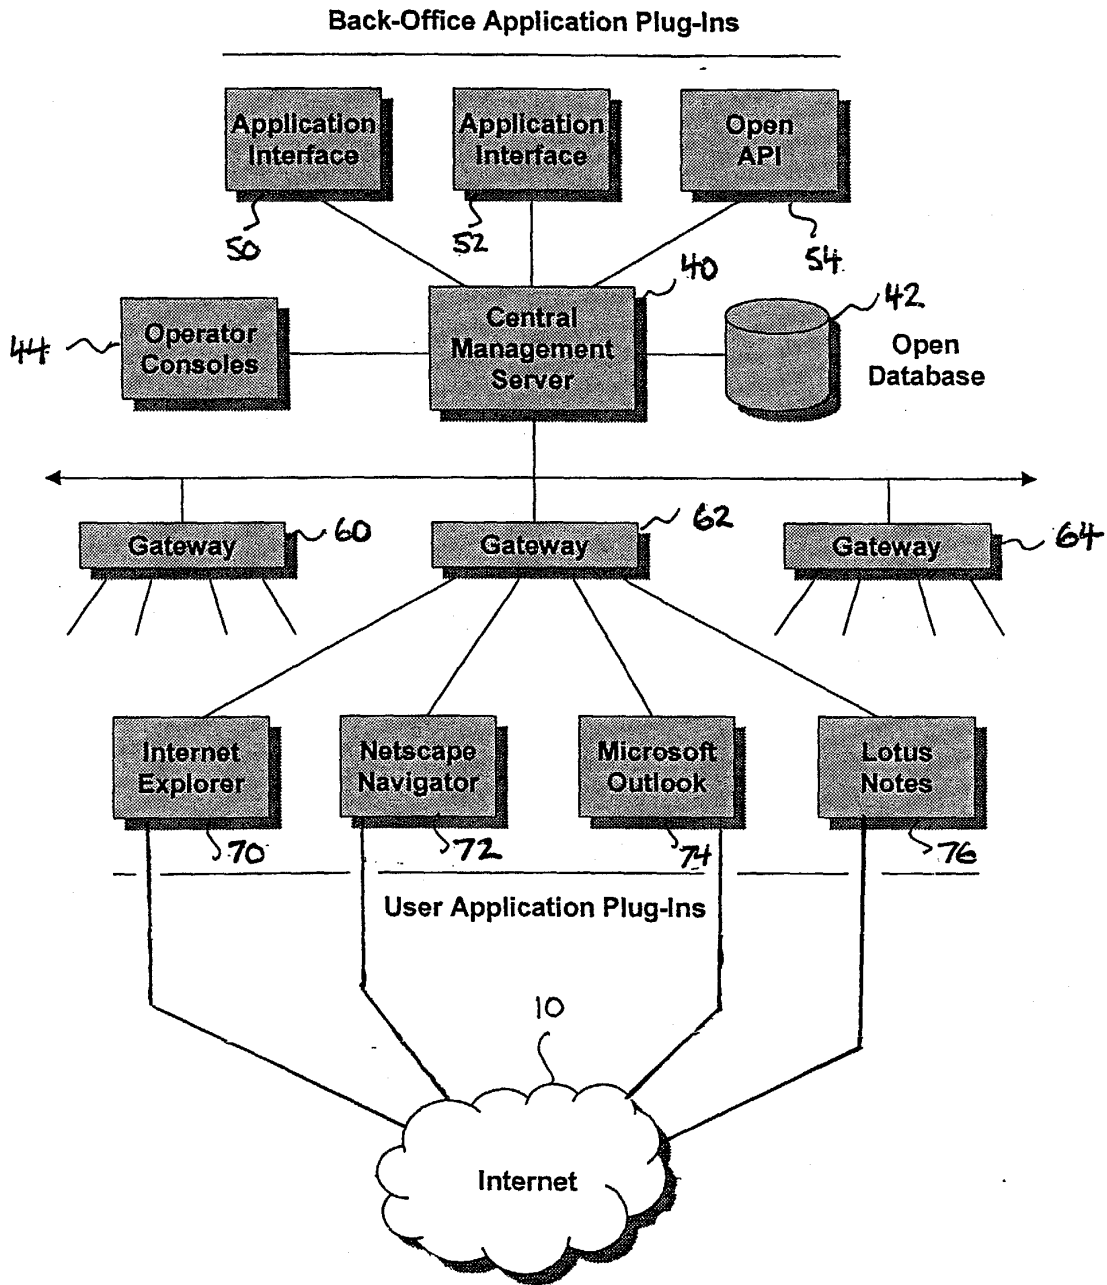 Back-Office Application Plug-Ins
Application
Interface
Application
Interface
Open
API
50
52
54
40
42
44
Operator
Consoles
Central
Management
Server
Open
Database
60
62
64
Gateway
Gateway
Gateway
Internet
Explorer
Netscape
Navigator
Microsoft
Outlook
Lotus
Notes
70
72
74
76
User Application Plug-Ins
10
Internet